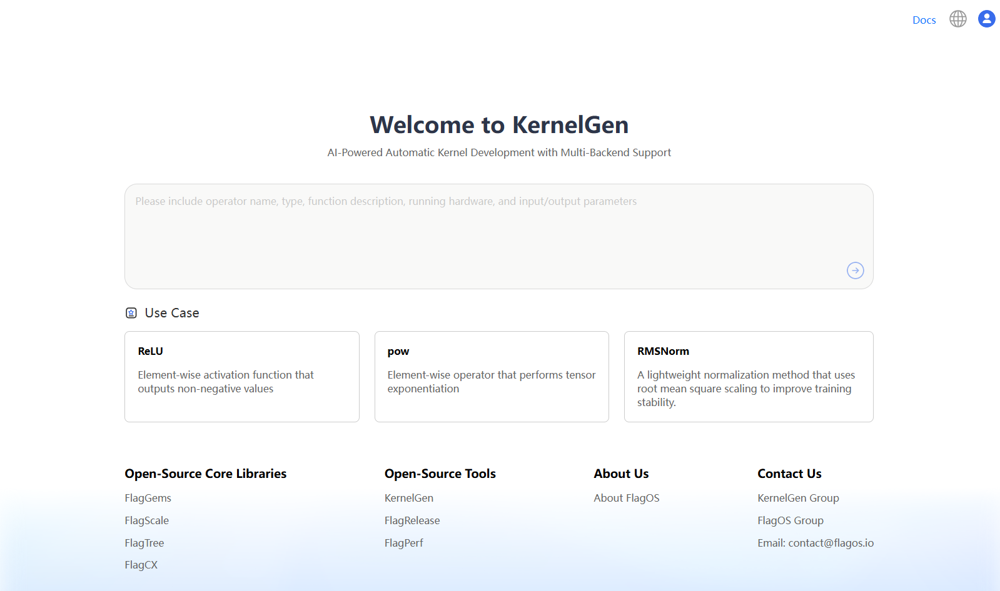 Docs
Welcome to KernelGen
AI-Powered Automatic Kernel Development with Multi-Backend Support
Please include operator name, type, function description, running hardware, and input/output parameters
Use Case
ReLU
Element-wise activation function that
outputs non-negative values
pow
Element-wise operator that performs tensor
exponentiation
RMSNorm
A lightweight normalization method that uses
root mean square scaling to improve training
stability.
Open-Source Core Libraries
FlagGems
FlagScale
FlagTree
FlagCX
Open-Source Tools
KernelGen
FlagRelease
FlagPerf
About Us
About FlagOS
Contact Us
KernelGen Group
FlagOS Group
Email: contact@flagos.io